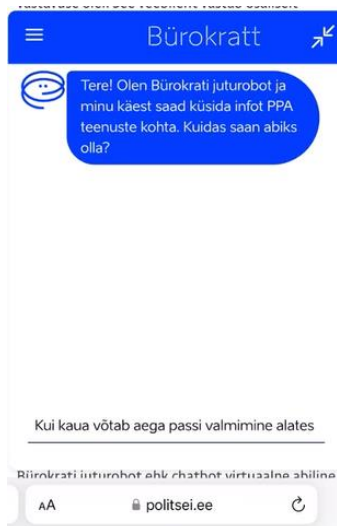 Bürokratt
Tere! Olen Bürokrati juturobot ja
minu käest saad küsida infot PPA
teenuste kohta. Kuidas saan abiks
olla?
Kui kaua võtab aega passi valmimine alates
Bürokrati juturobot ehk chatbot virtuaalne abiline
AA
politsei.ee